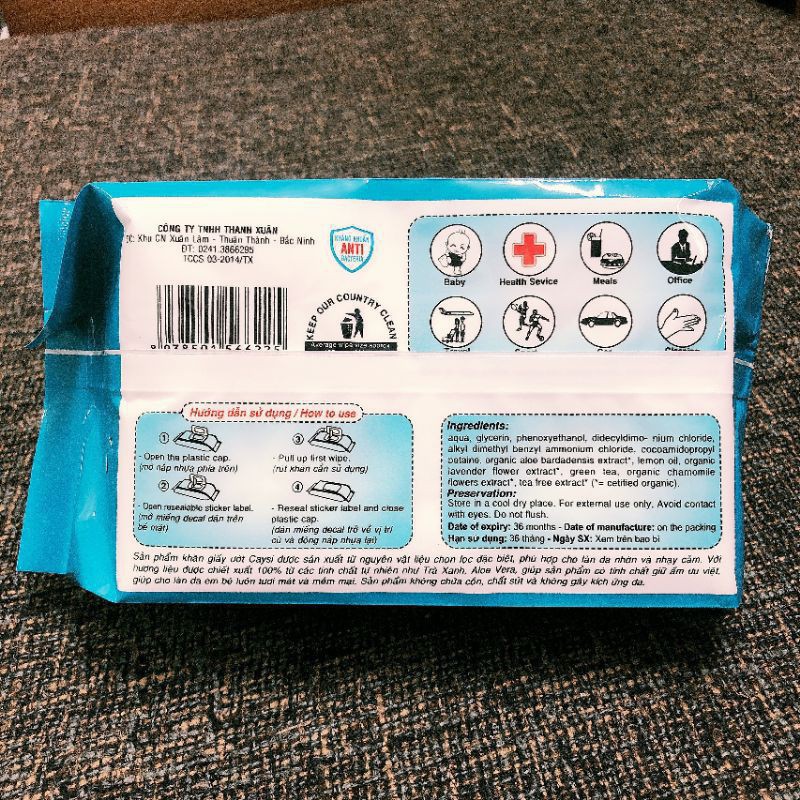 CÔNG TY TNHH THANH XUÂN
ĐC: Khu CN Xuân Lâm - Thuận Thành - Bắc Ninh
ĐT: 0241.3866295
TCCS 03-2014/TX
KHÁNG KHUẨN
ANTI
BACTERIA
KEEP OUR COUNTRY CLEAN
Baby
Health Sevice
Meals
Office
Hướng dẫn sử dụng / How to use
1
- Open the plastic cap.
(mở nắp nhựa phía trên)
2
- Open resealable sticker label.
(mở miếng decal dán trên
bề mặt)
3
- Pull up first wipe.
(rút khăn cần sử dụng)
4
- Reseal sticker label and close
plastic cap.
(dán miếng decal trở về vị trí
cũ và đóng nắp nhựa lại)
Ingredients:
aqua, glycerin, phenoxyethanol, didecyldimo- nium chloride,
alkyl dimethyl benzyl ammonium chloride, cocoamidopropyl
betaine, organic aloe bardadensis extract*, lemon oil, organic
lavender flower extract*, green tea, organic chamomile
flowers extract*, tea free extract* (*= cetified organic).
Preservation:
Store in a cool dry place. For external use only. Avoid contact
with eyes. Do not flush.
Date of expiry: 36 months - Date of manufacture: on the packing
Hạn sử dụng: 36 tháng - Ngày SX: Xem trên bao bì
Sản phẩm khăn giấy ướt Caysi được sản xuất từ nguyên vật liệu chọn lọc đặc biệt, phù hợp cho làn da nhờn và nhạy cảm. Với
hương liệu được chiết xuất 100% từ các tinh chất tự nhiên như Trà Xanh, Aloe Vera, giúp sản phẩm có tính chất giữ ẩm ưu việt,
giúp cho làn da em bé luôn tươi mát và mềm mại. Sản phẩm không chứa cồn, chất sút và không gây kích ứng da.